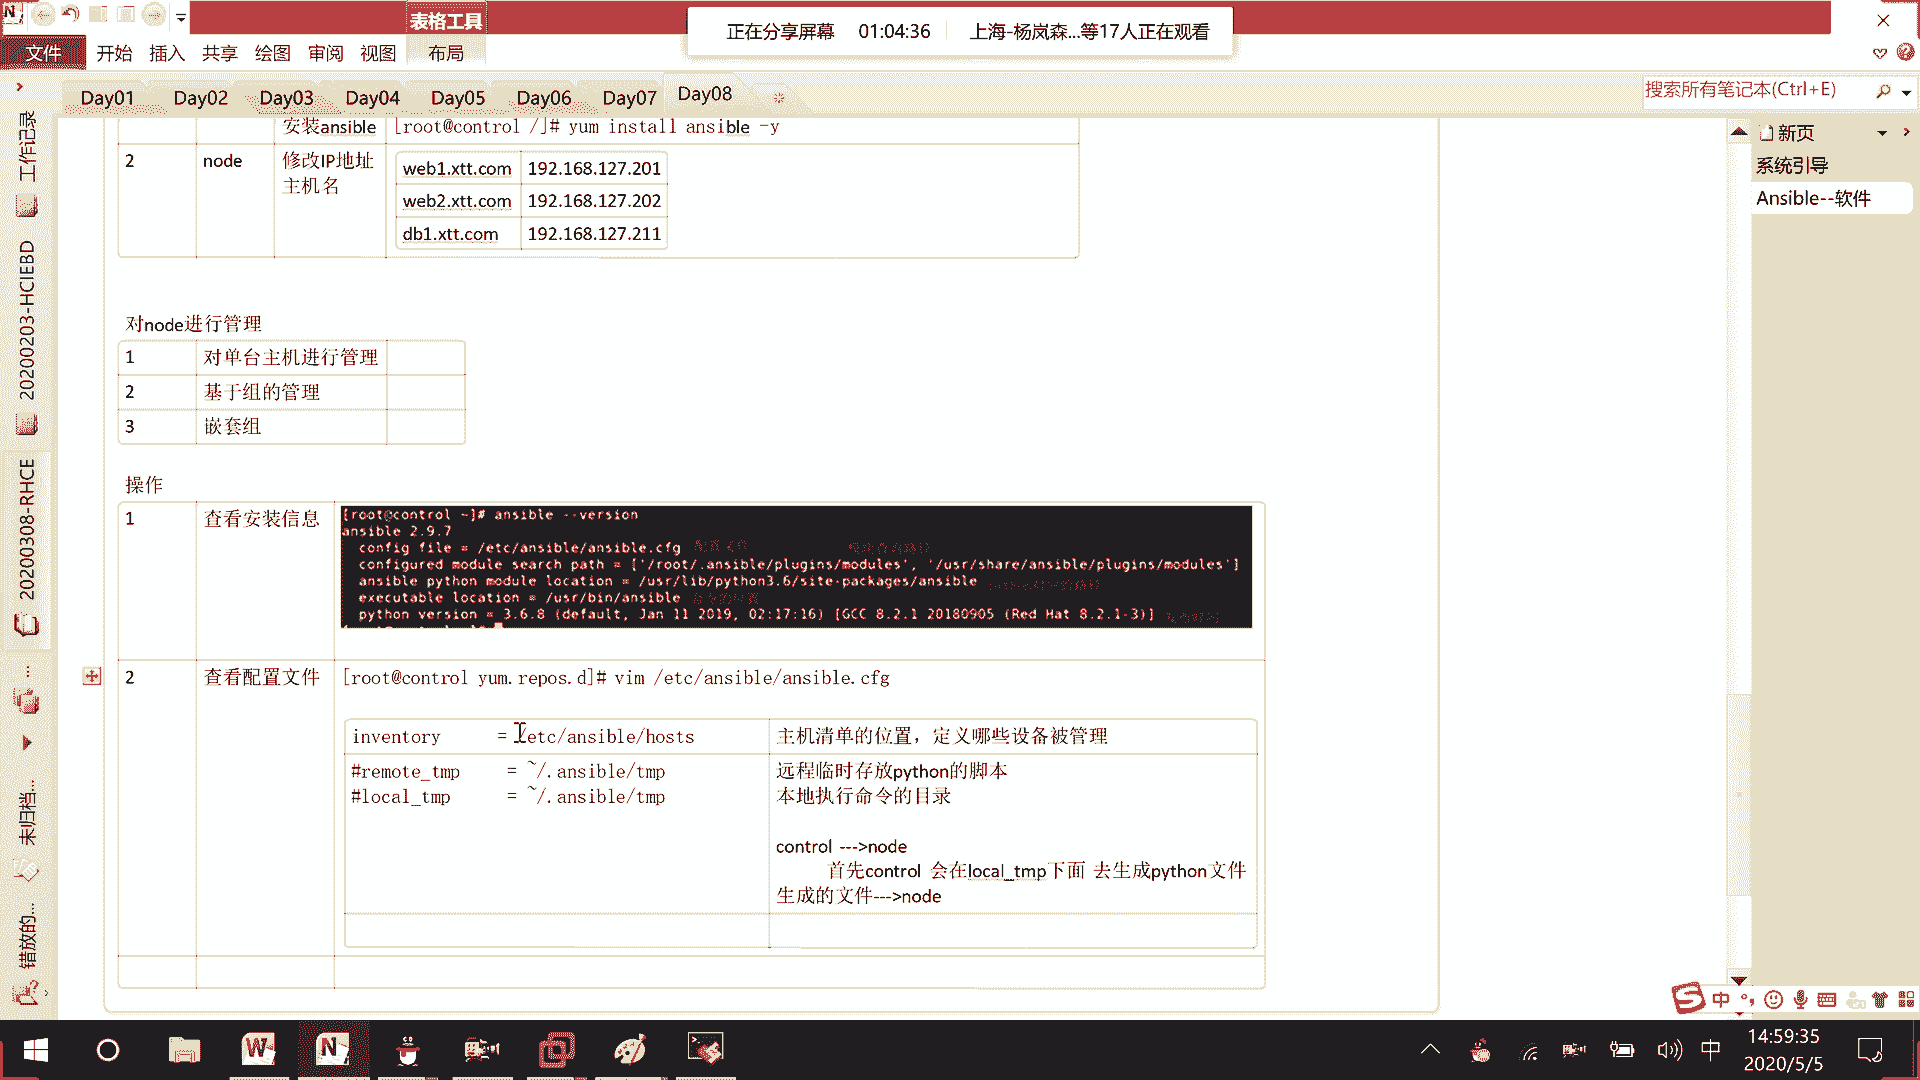 表格工具
正在分享屏幕 01:04:36 上海-杨岚森...等17人正在观看
文件 开始 插入 共享 绘图 审阅 视图 布局
Day01 Day02 Day03 Day04 Day05 Day06 Day07 Day08
搜索所有笔记本(Ctrl+E)
工作记录
20200203-HCIEBD
20200308-RHCE
未归档...
错放的...
新页
系统引导
Ansible--软件
安装ansible [root@control /]# yum install ansible -y
2 node 修改IP地址
主机名
web1.xtt.com 192.168.127.201
web2.xtt.com 192.168.127.202
db1.xtt.com 192.168.127.211
对node进行管理
1 对单台主机进行管理
2 基于组的管理
3 嵌套组
操作
1 查看安装信息
[root@control ~]# ansible --version
ansible 2.9.7
config file = /etc/ansible/ansible.cfg
configured module search path = ['/root/.ansible/plugins/modules', '/usr/share/ansible/plugins/modules']
ansible python module location = /usr/lib/python3.6/site-packages/ansible
executable location = /usr/bin/ansible
python version = 3.6.8 (default, Jan 11 2019, 02:17:16) [GCC 8.2.1 20180905 (Red Hat 8.2.1-3)]
2 查看配置文件 [root@control yum.repos.d]# vim /etc/ansible/ansible.cfg
inventory = /etc/ansible/hosts 主机清单的位置，定义哪些设备被管理
#remote_tmp = ~/.ansible/tmp 远程临时存放python的脚本
#local_tmp = ~/.ansible/tmp 本地执行命令的目录
control --->node
首先control 会在local_tmp下面 去生成python文件
生成的文件--->node
中
中
14:59:35
2020/5/5